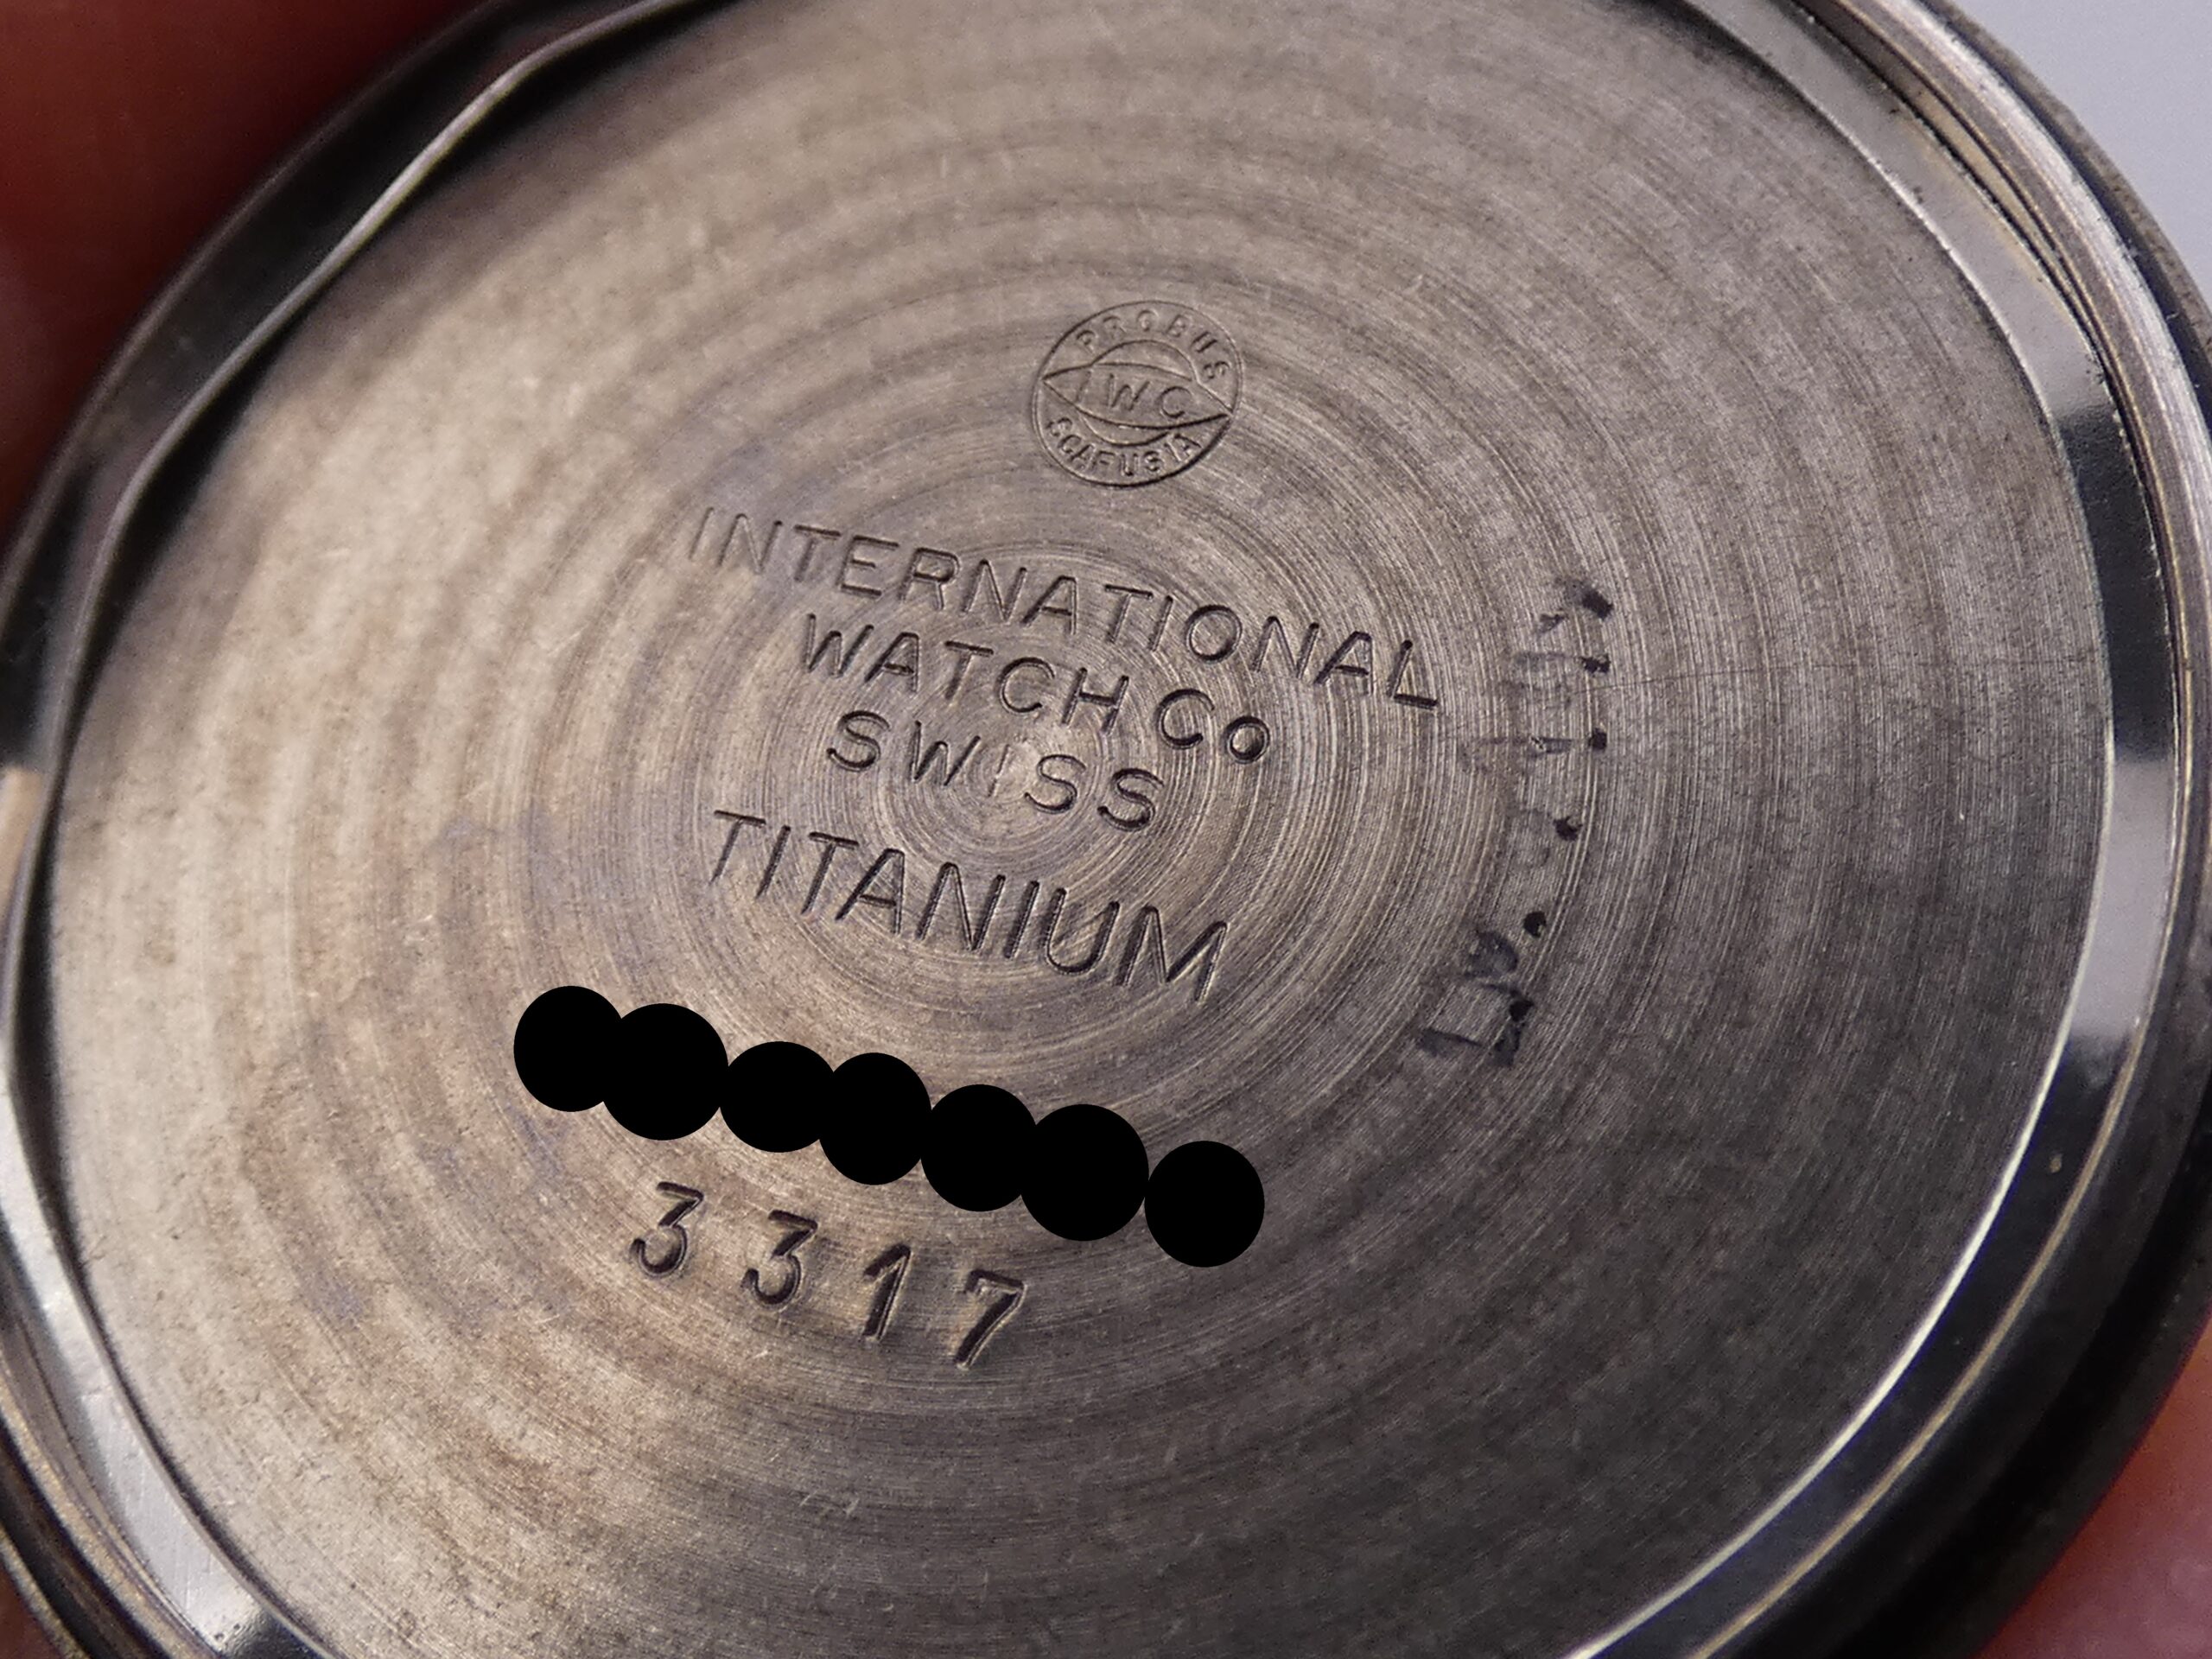 PROBUS
IWC
SCAFUSIA
INTERNATIONAL
WATCH Co
SWISS
TITANIUM
3317